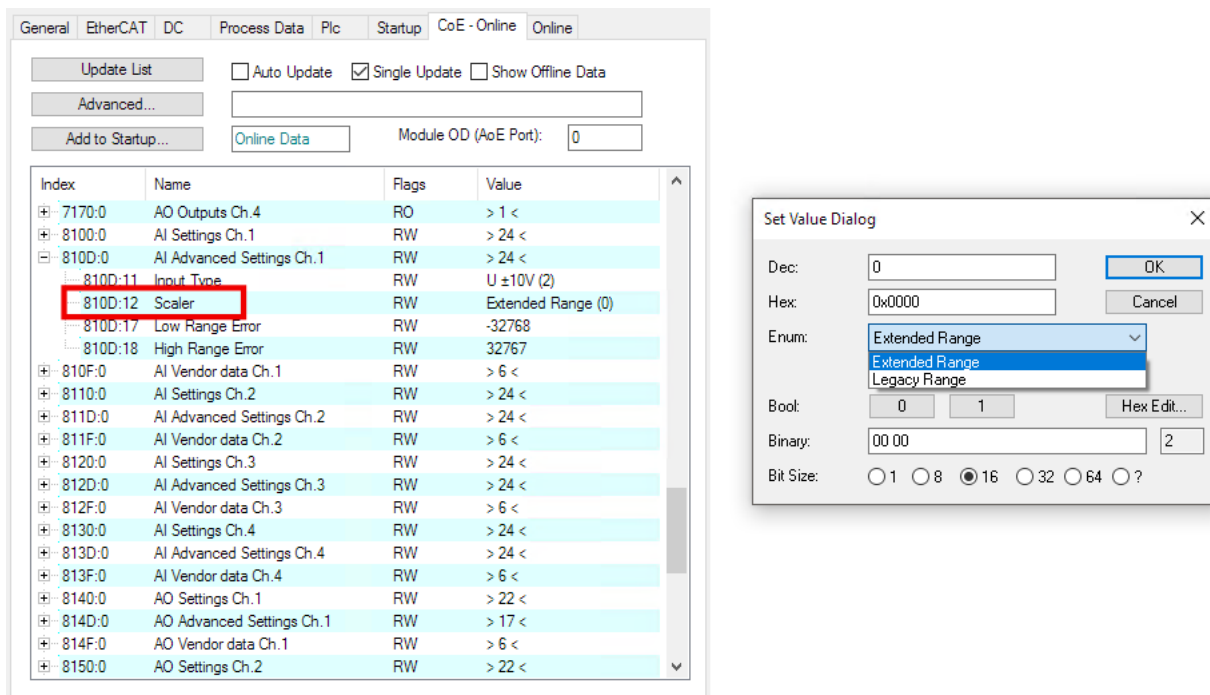 General EtherCAT DC Process Data Plc Startup CoE - Online Online
Update List Auto Update Single Update Show Offline Data
Advanced...
Add to Startup... Online Data Module OD (AoE Port): 0
Index Name Flags Value
7170:0 AO Outputs Ch.4 RO > 1 <
8100:0 AI Settings Ch.1 RW > 24 <
810D:0 AI Advanced Settings Ch.1 RW > 24 <
810D:11 Input Type RW U ±10V (2)
810D:12 Scaler RW Extended Range (0)
810D:17 Low Range Error RW -32768
810D:18 High Range Error RW 32767
810F:0 AI Vendor data Ch.1 RW > 6 <
8110:0 AI Settings Ch.2 RW > 24 <
811D:0 AI Advanced Settings Ch.2 RW > 24 <
811F:0 AI Vendor data Ch.2 RW > 6 <
8120:0 AI Settings Ch.3 RW > 24 <
812D:0 AI Advanced Settings Ch.3 RW > 24 <
812F:0 AI Vendor data Ch.3 RW > 6 <
8130:0 AI Settings Ch.4 RW > 24 <
813D:0 AI Advanced Settings Ch.4 RW > 24 <
813F:0 AI Vendor data Ch.4 RW > 6 <
8140:0 AO Settings Ch.1 RW > 22 <
814D:0 AO Advanced Settings Ch.1 RW > 17 <
814F:0 AO Vendor data Ch.1 RW > 6 <
8150:0 AO Settings Ch.2 RW > 22 <
Set Value Dialog
Dec: 0 OK
Hex: 0x0000 Cancel
Enum: Extended Range
Extended Range
Legacy Range
Bool: 0 1 Hex Edit...
Binary: 00 00 2
Bit Size: 1 8 16 32 64 ?